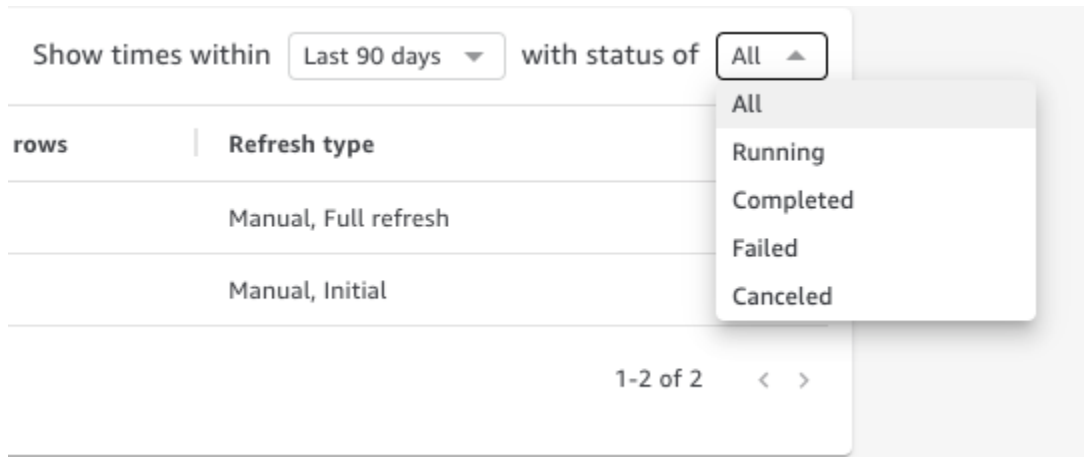 Show times within Last 90 days with status of All
All
rows Refresh type
Running
Completed
Manual, Full refresh
Failed
Manual, Initial
Canceled
1-2 of 2